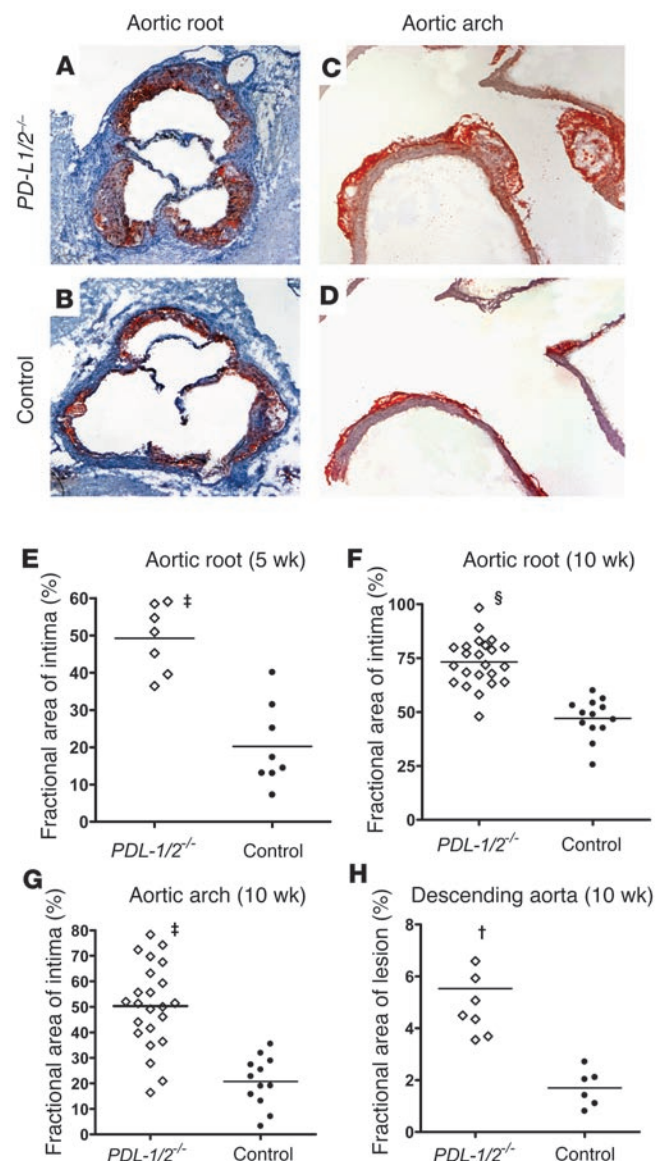 Aortic root
Aortic arch
A
C
PD-L1/2-/-
B
D
Control
E
Aortic root (5 wk)
Fractional area of intima (%)
60
50
40
30
20
10
0
‡
PDL-1/2-/-
Control
F
Aortic root (10 wk)
Fractional area of intima (%)
100
75
50
25
§
PDL-1/2-/-
Control
G
Aortic arch (10 wk)
Fractional area of intima (%)
80
70
60
50
40
30
20
10
0
‡
PDL-1/2-/-
Control
H
Descending aorta (10 wk)
Fractional area of lesion (%)
8
6
4
2
0
†
PDL-1/2-/-
Control